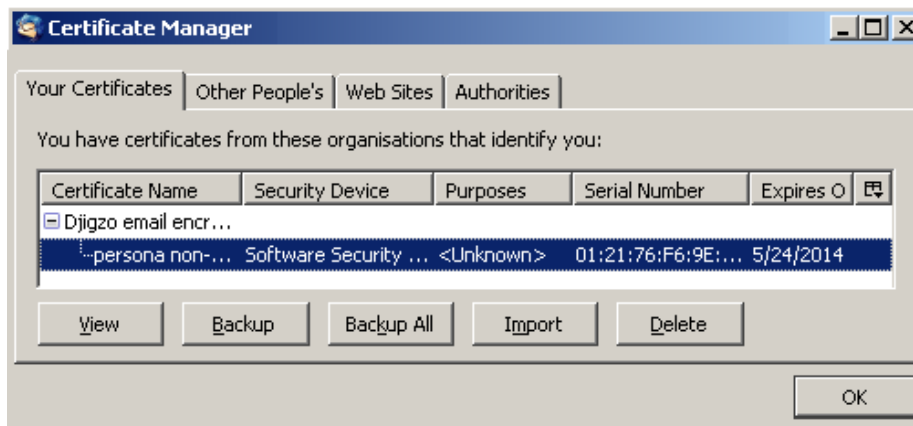 Certificate Manager
Your Certificates Other People's Web Sites Authorities
You have certificates from these organisations that identify you:
Certificate Name Security Device Purposes Serial Number Expires O
Djigzo email encr...
persona non-... Software Security ... <Unknown> 01:21:76:F6:9E:... 5/24/2014
View Backup Backup All Import Delete
OK